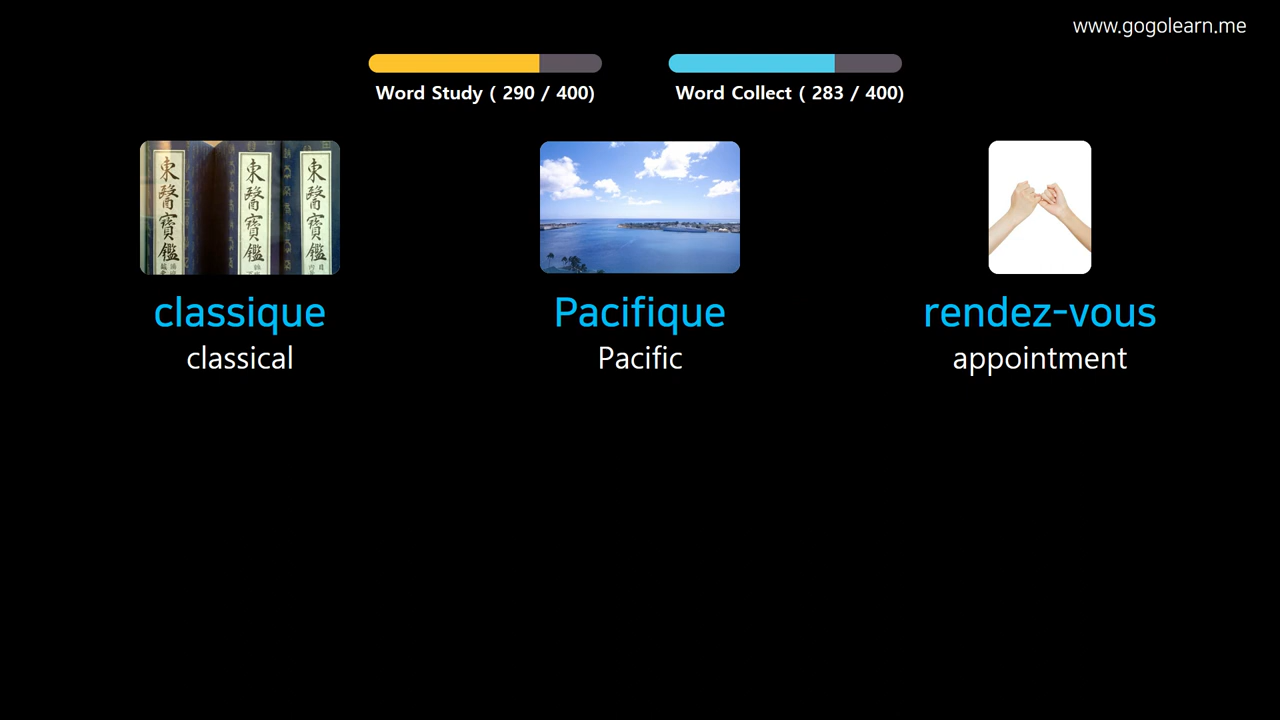 www.gogolearn.me
Word Study ( 290 / 400)
Word Collect ( 283 / 400)
東醫寶鑑
東醫寶鑑
東醫寶鑑
classique
Pacifique
rendez-vous
classical
Pacific
appointment